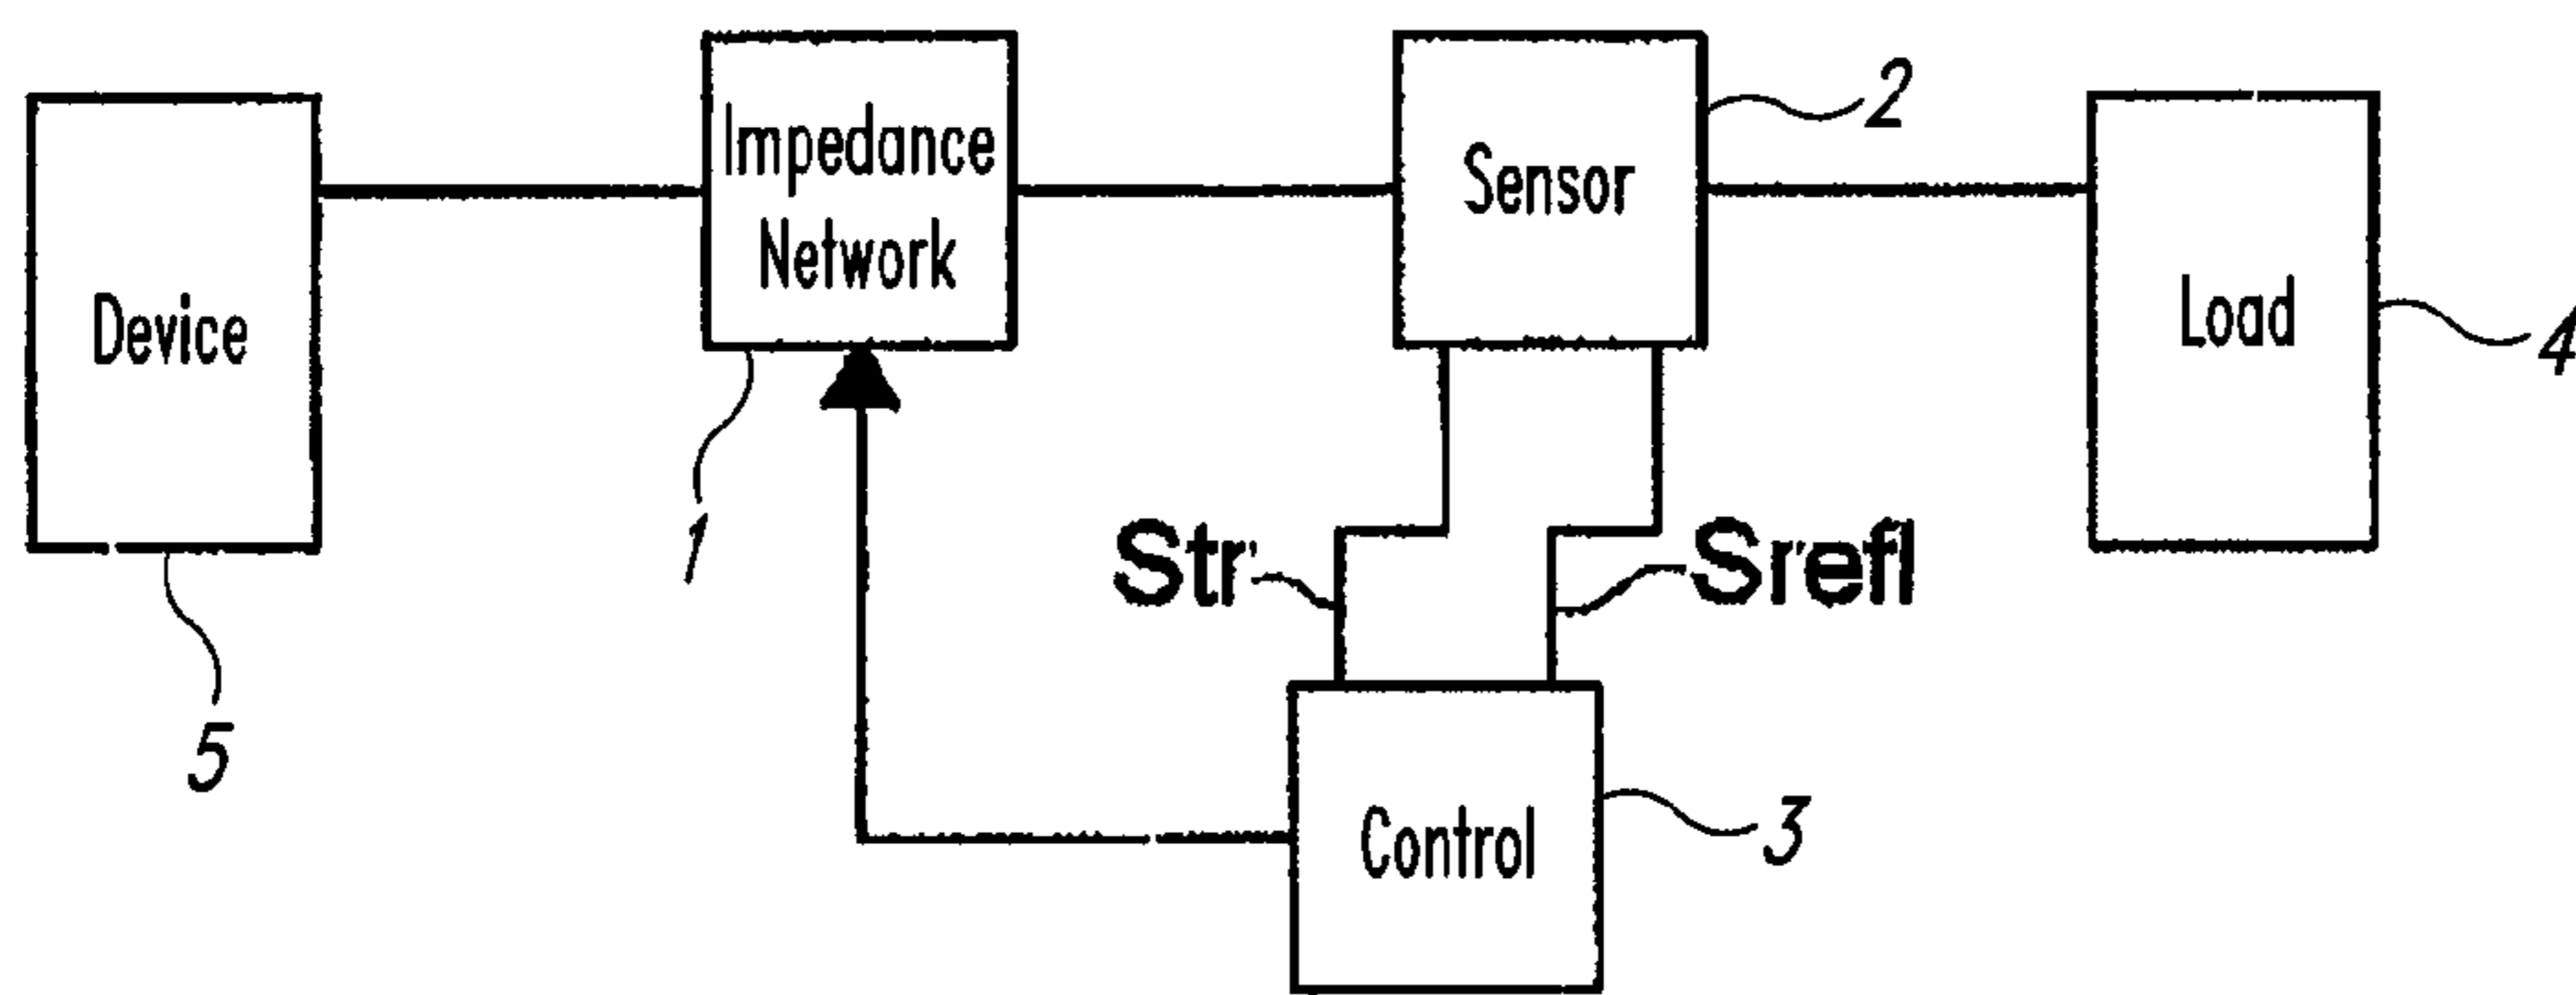 Device
Impedance
Network
Sensor
Load
2
4
1
Str
Srefl
5
Control
3